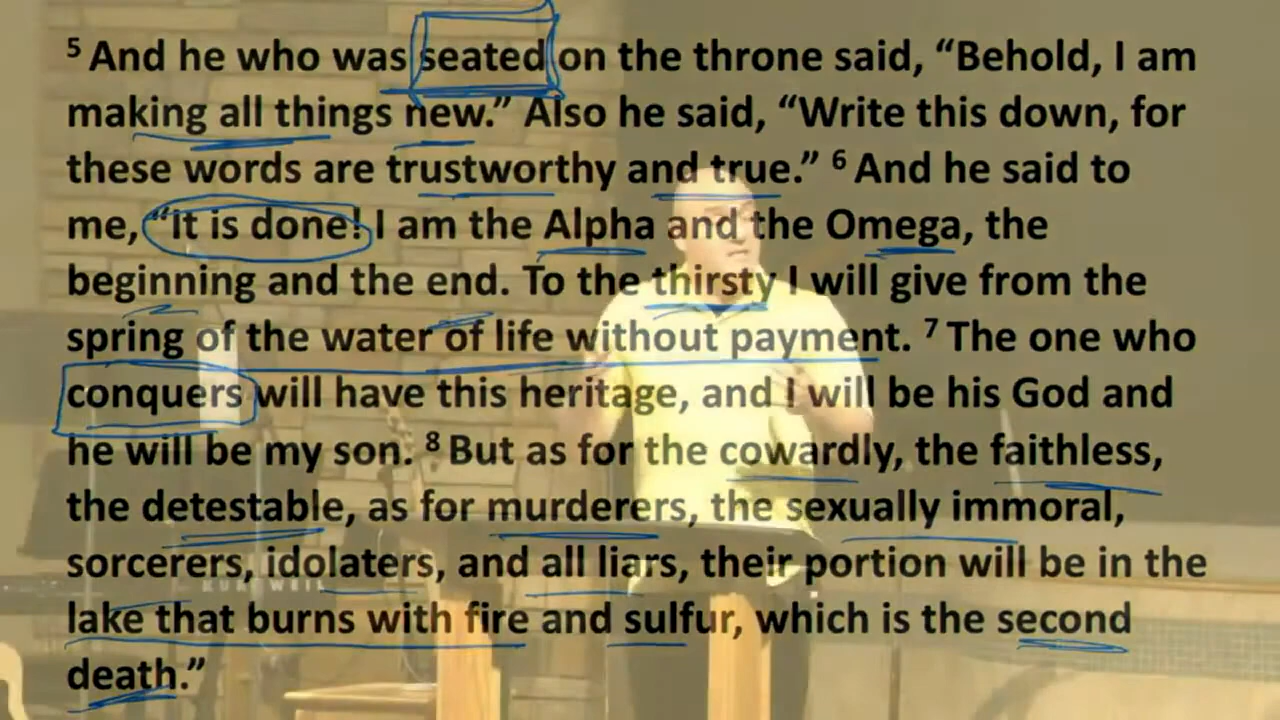 5 And he who was seated on the throne said, “Behold, I am
making all things new.” Also he said, “Write this down, for
these words are trustworthy and true.” 6 And he said to
me, “It is done! I am the Alpha and the Omega, the
beginning and the end. To the thirsty I will give from the
spring of the water of life without payment. 7 The one who
conquers will have this heritage, and I will be his God and
he will be my son. 8 But as for the cowardly, the faithless,
the detestable, as for murderers, the sexually immoral,
sorcerers, idolaters, and all liars, their portion will be in the
KURZWEIL
lake that burns with fire and sulfur, which is the second
death.”